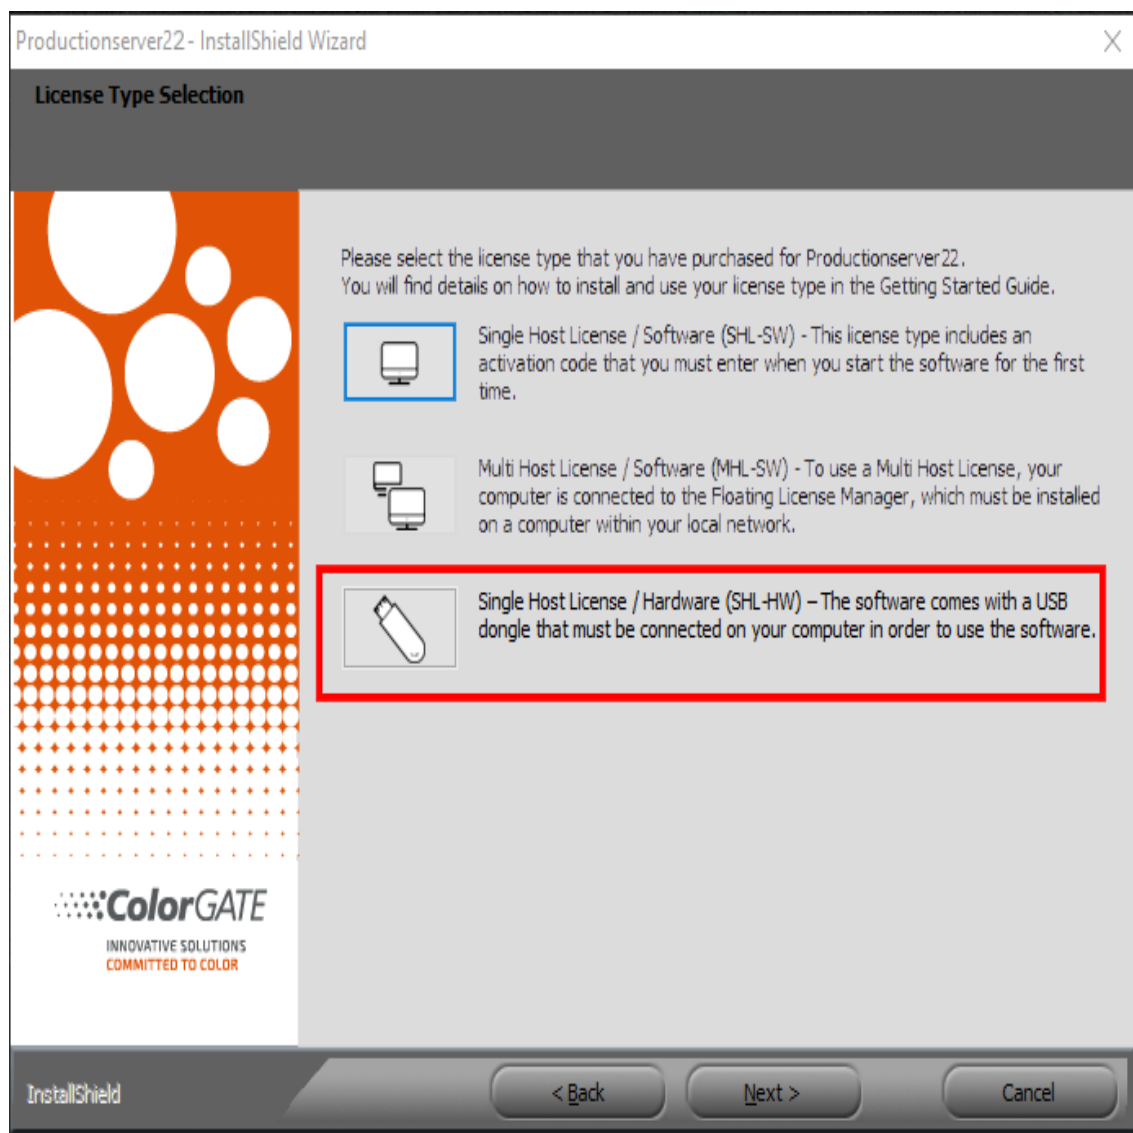 Productionserver22 - InstallShield Wizard
License Type Selection
Please select the license type that you have purchased for Productionserver22.
You will find details on how to install and use your license type in the Getting Started Guide.
Single Host License / Software (SHL-SW) - This license type includes an
activation code that you must enter when you start the software for the first
time.
Multi Host License / Software (MHL-SW) - To use a Multi Host License, your
computer is connected to the Floating License Manager, which must be installed
on a computer within your local network.
Single Host License / Hardware (SHL-HW) – The software comes with a USB
dongle that must be connected on your computer in order to use the software.
ColorGATE
INNOVATIVE SOLUTIONS
COMMITTED TO COLOR
InstallShield
< Back
Next >
Cancel